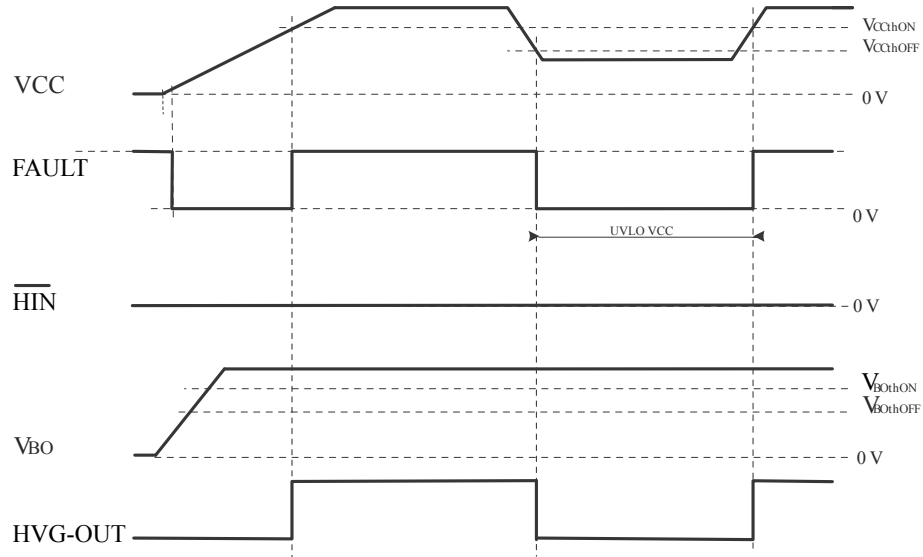 VCCthON
VCCthOFF
VCC
0 V
FAULT
0 V
UVLO VCC
HIN
0 V
VBOthON
VBOthOFF
VBO
0 V
HVG-OUT